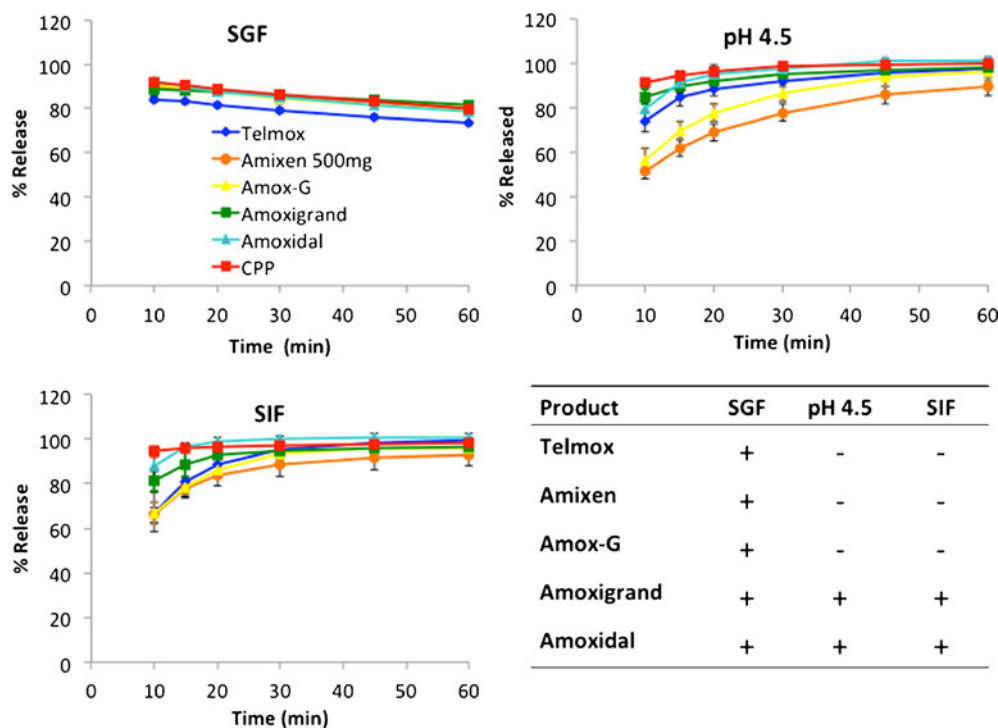 SGF
120
100
80
60
40
20
0
% Release
Telmox
Amixen 500mg
Amox-G
Amoxigrand
Amoxidal
CPP
0 10 20 30 40 50 60
Time (min)
pH 4.5
120
100
80
60
40
20
0
% Released
0 10 20 30 40 50 60
Time (min)
SIF
120
100
80
60
40
20
0
% Release
0 10 20 30 40 50 60
Time (min)
Product SGF pH 4.5 SIF
Telmox + - -
Amixen + - -
Amox-G + - -
Amoxigrand + + +
Amoxidal + + +